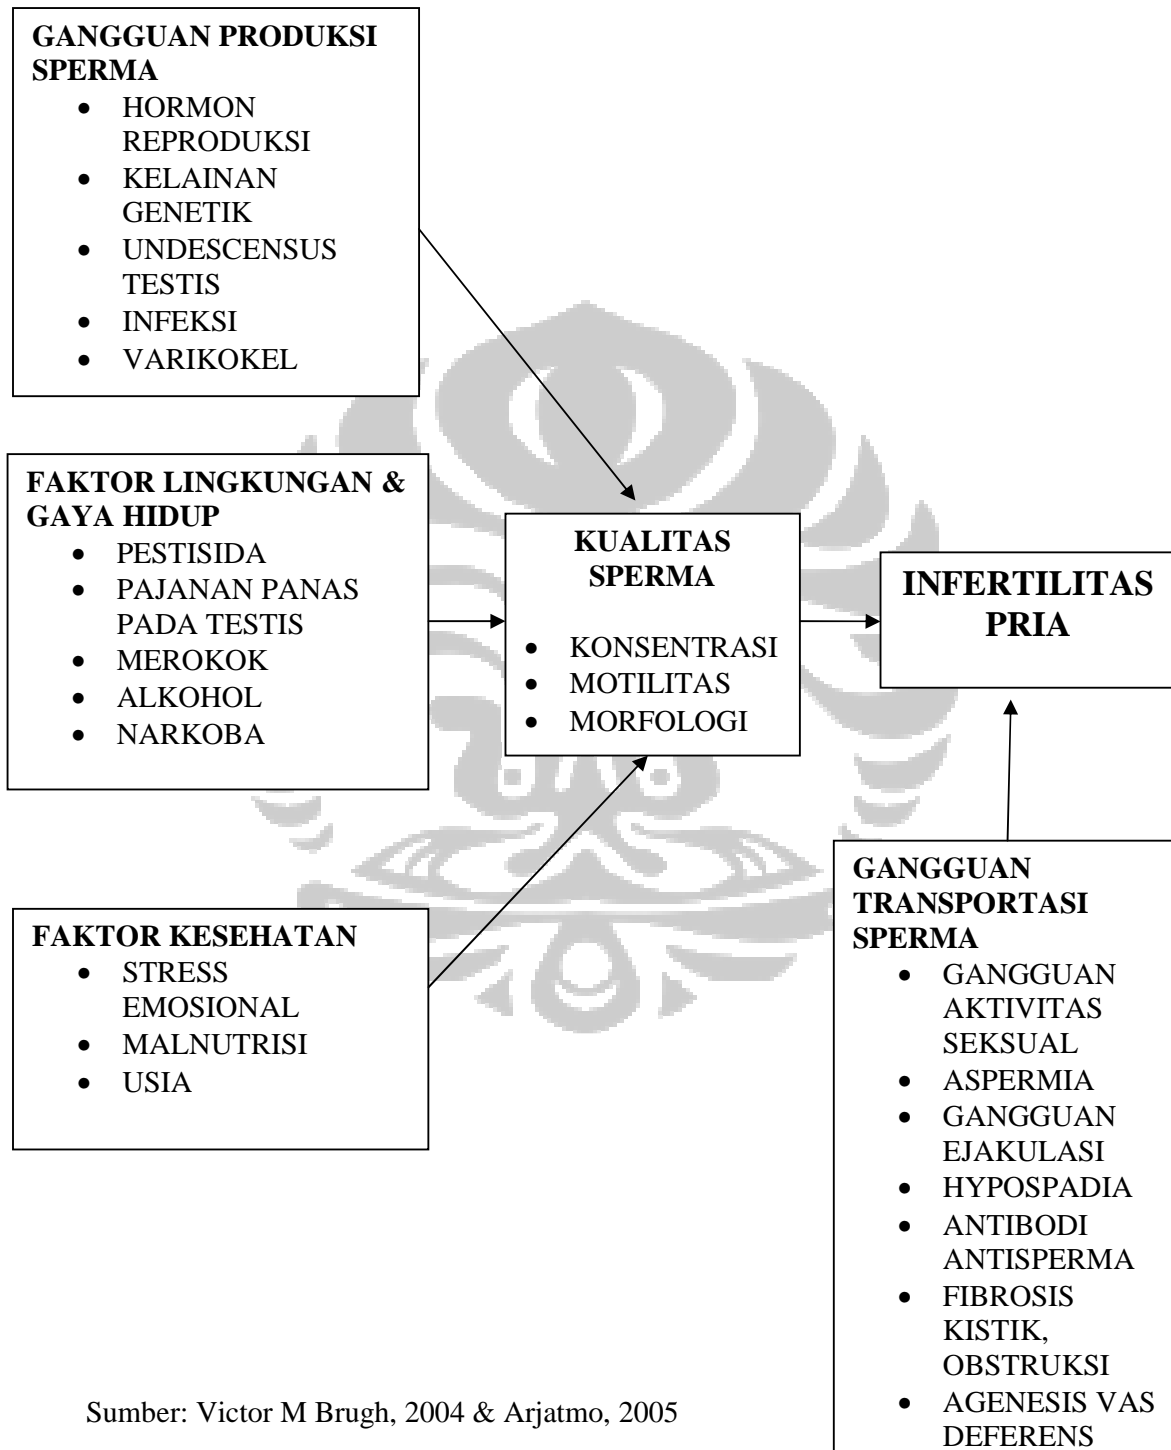 GANGGUAN PRODUKSI
SPERMA
• HORMON
REPRODUKSI
• KELAINAN
GENETIK
• UNDESCENSUS
TESTIS
• INFEKSI
• VARIKOKEL
FAKTOR LINGKUNGAN &
GAYA HIDUP
• PESTISIDA
• PAJANAN PANAS
PADA TESTIS
• MEROKOK
• ALKOHOL
• NARKOBA
FAKTOR KESEHATAN
• STRESS
EMOSIONAL
• MALNUTRISI
• USIA
KUALITAS
SPERMA
• KONSENTRASI
• MOTILITAS
• MORFOLOGI
INFERTILITAS
PRIA
GANGGUAN
TRANSPORTASI
SPERMA
• GANGGUAN
AKTIVITAS
SEKSUAL
• ASPERMIA
• GANGGUAN
EJAKULASI
• HYPOSPADIA
• ANTIBODI
ANTISPERMA
• FIBROSIS
KISTIK,
OBSTRUKSI
• AGENESIS VAS
DEFERENS
Sumber: Victor M Brugh, 2004 & Arjatmo, 2005